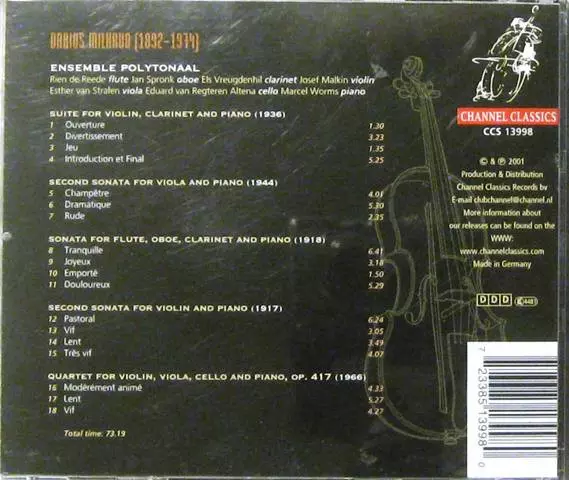 DARIUS MILHAUD (1892-1974)
ENSEMBLE POLYTONAAL
Rien de Reede flute Jan Spronk oboe Els Vreugdenhil clarinet Josef Malkin violin
Esther van Stralen viola Eduard van Regteren Altena cello Marcel Worms piano
SUITE FOR VIOLIN, CLARINET AND PIANO (1936)
1 Ouverture 1.30
2 Divertissement 3.23
3 Jeu 1.35
4 Introduction et Final 5.25
SECOND SONATA FOR VIOLA AND PIANO (1944)
5 Champêtre 4.01
6 Dramatique 5.30
7 Rude 2.35
SONATA FOR FLUTE, OBOE, CLARINET AND PIANO (1918)
8 Tranquille 6.41
9 Joyeux 3.18
10 Emporté 1.50
11 Douloureux 5.29
SECOND SONATA FOR VIOLIN AND PIANO (1917)
12 Pastoral 6.24
13 Vif 3.05
14 Lent 3.49
15 Très vif 4.07
QUARTET FOR VIOLIN, VIOLA, CELLO AND PIANO, OP. 417 (1966)
16 Modérément animé 4.33
17 Lent 5.27
18 Vif 4.27
Total time: 73.19
CHANNEL CLASSICS
CCS 13998
© & ℗ 2001
Production & Distribution
Channel Classics Records bv
E-mail clubchannel@channel.nl
More information about
our releases can be found on the
WWW:
www.channelclassics.com
Made in Germany
DDD
7 23385 13998 0